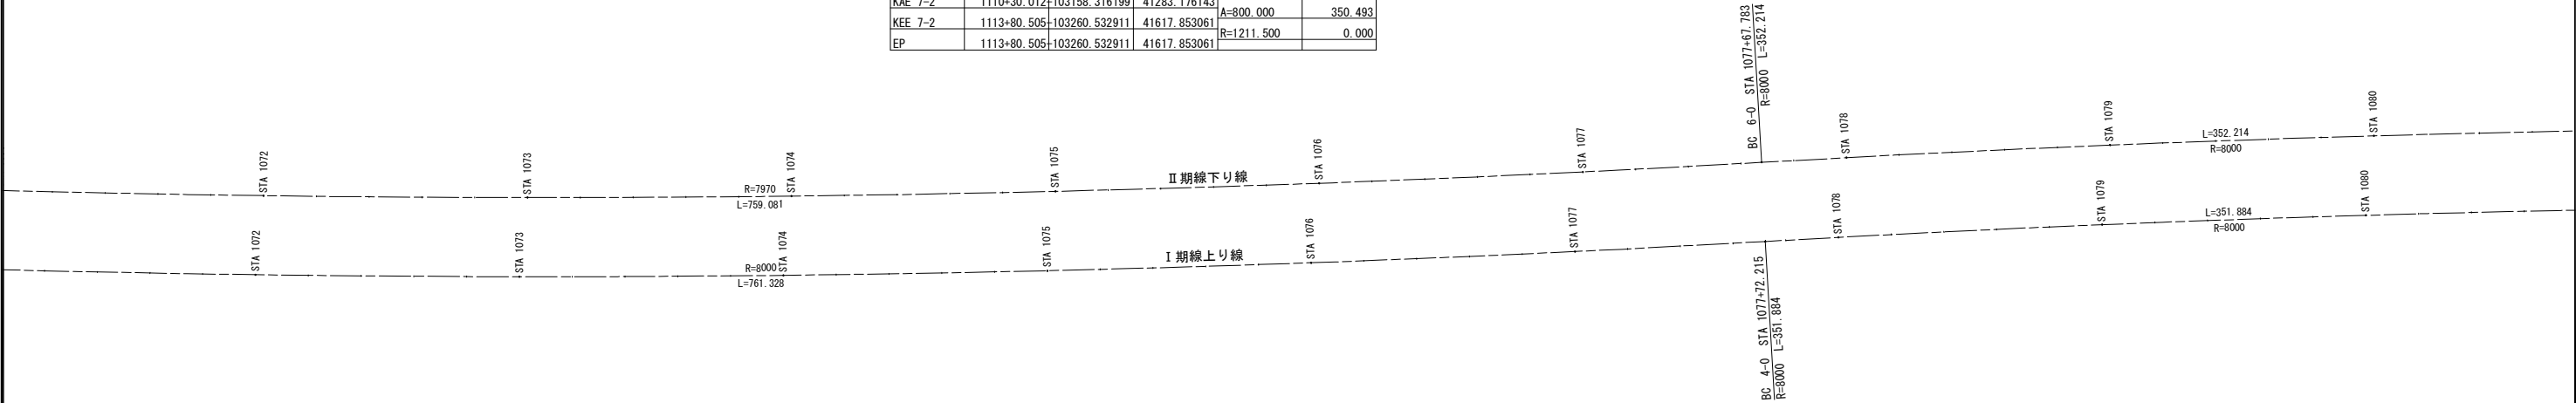 KAE 7-2 1110+30.012 -103158.316199 41283.176143
A=800.000 350.493
KEE 7-2 1113+80.505 -103260.532911 41617.853061
R=1211.500 0.000
EP 1113+80.505 -103260.532911 41617.853061
BC 6-0 STA 1077+67.783
R=8000 L=352.214
STA 1072
STA 1073
STA 1074
STA 1075
STA 1076
STA 1077
STA 1078
STA 1079
STA 1080
R=7970
L=759.081
Ⅱ期線下り線
L=352.214
R=8000
STA 1072
STA 1073
STA 1074
STA 1075
STA 1076
STA 1077
STA 1078
STA 1079
STA 1080
R=8000
L=761.328
Ⅰ期線上り線
L=351.884
R=8000
BC 4-0 STA 1077+72.215
R=8000 L=351.884